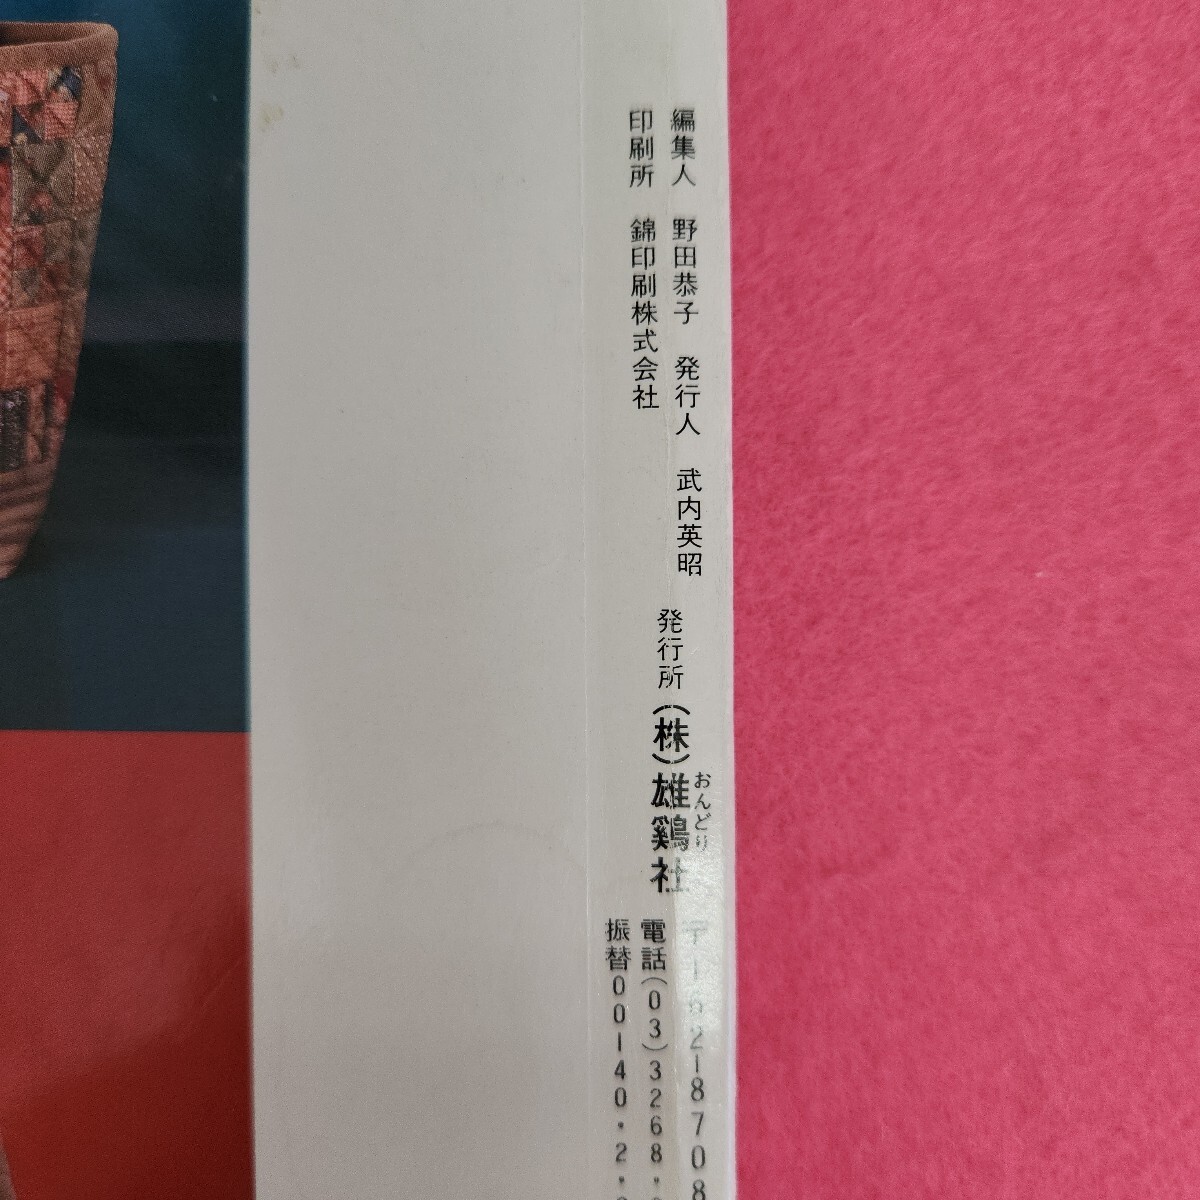 編集人 野田恭子 発行人 武内英昭
印刷所 錦印刷株式会社
発行所 (株)雄鷄社
おんどり
〒162-8708
電話(03)3268・
振替00140・2・